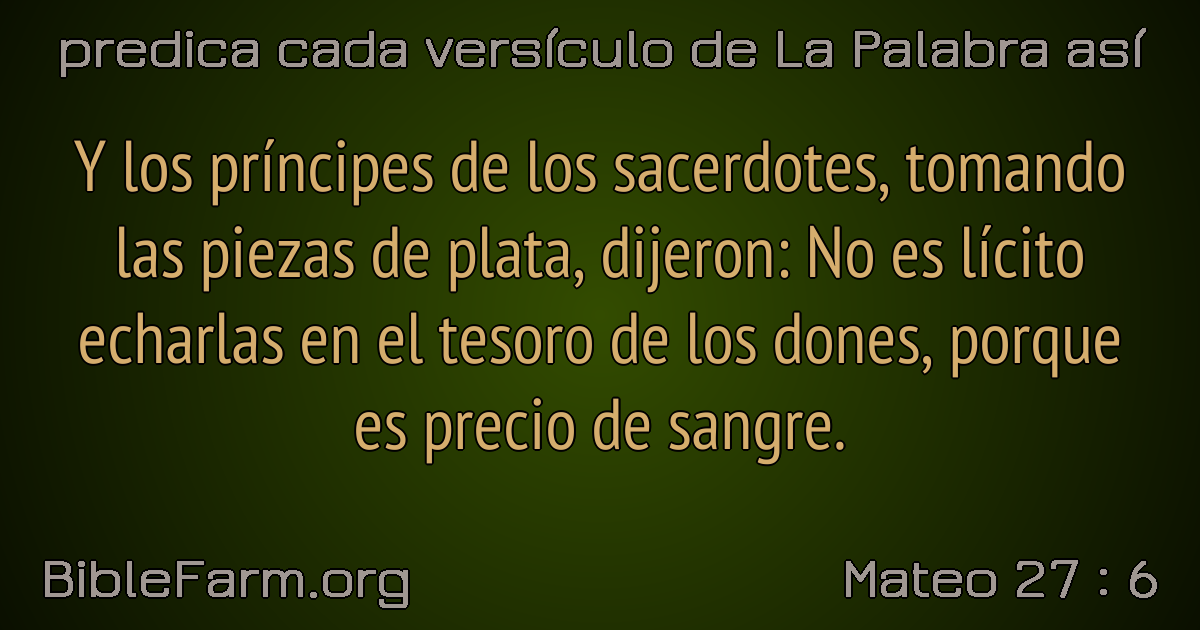 predica cada versículo de La Palabra así
Y los príncipes de los sacerdotes, tomando
las piezas de plata, dijeron: No es lícito
echarlas en el tesoro de los dones, porque
es precio de sangre.
BibleFarm.org
Mateo 27 : 6